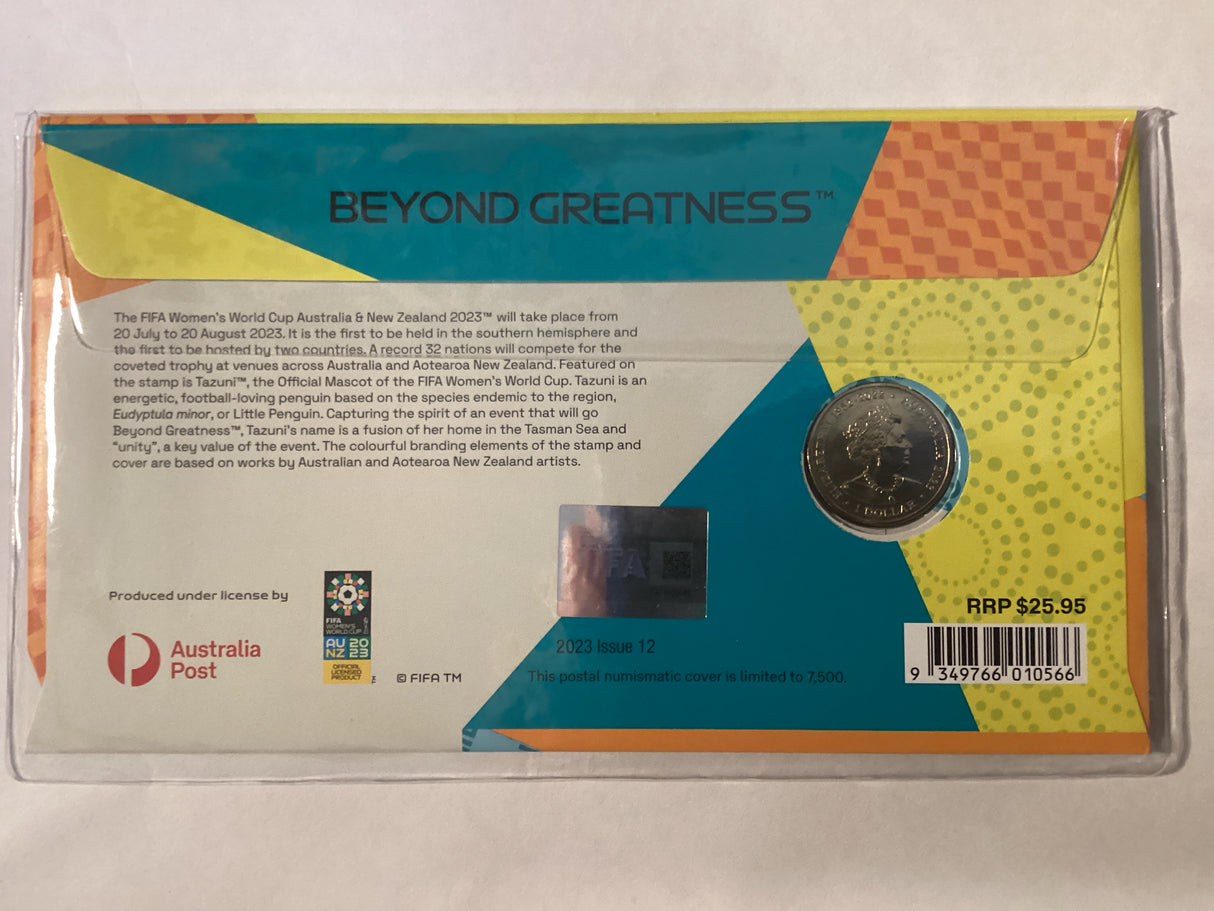 BEYOND GREATNESS™
The FIFA Women's World Cup Australia & New Zealand 2023™ will take place from
20 July to 20 August 2023. It is the first to be held in the southern hemisphere and
the first to be hosted by two countries. A record 32 nations will compete for the
coveted trophy at venues across Australia and Aotearoa New Zealand. Featured on
the stamp is Tazuni™, the Official Mascot of the FIFA Women's World Cup. Tazuni is an
energetic, football-loving penguin based on the species endemic to the region,
Eudyptula minor, or Little Penguin. Capturing the spirit of an event that will go
Beyond Greatness™, Tazuni's name is a fusion of her home in the Tasman Sea and
"unity", a key value of the event. The colourful branding elements of the stamp and
cover are based on works by Australian and Aotearoa New Zealand artists.
AUSTRALIA 2023
1 DOLLAR
FIFA
Produced under license by
Australia
Post
FIFA
WOMEN'S
WORLD CUP
AU 20
NZ 23
OFFICIAL
LICENSED
PRODUCT
TM
© FIFA TM
2023 Issue 12
This postal numismatic cover is limited to 7,500.
RRP $25.95
9 349766 010566